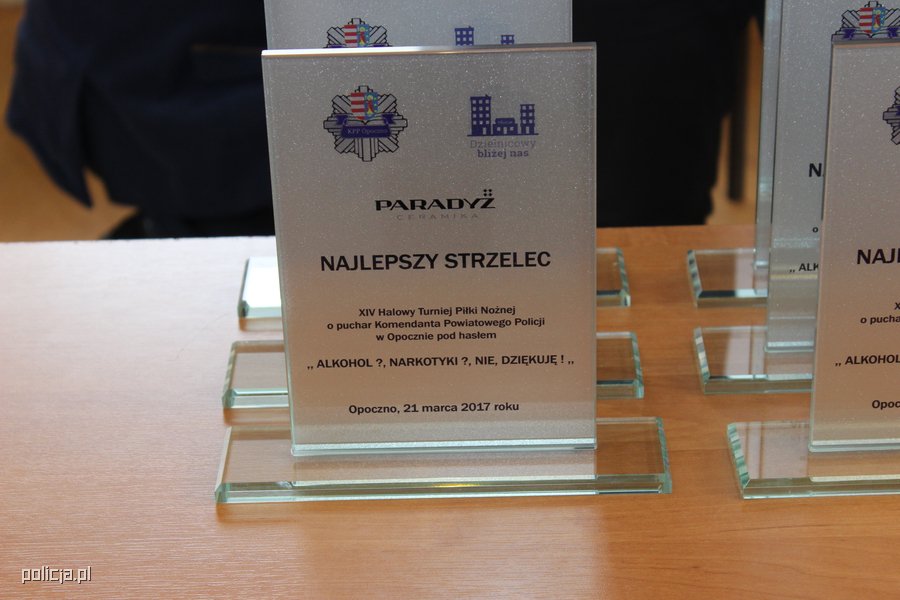 KPP Opoczno
Dzielnicowy
bliżej nas
PARADYŻ
CERAMIKA
NAJLEPSZY STRZELEC
XIV Halowy Turniej Piłki Nożnej
o puchar Komendanta Powiatowego Policji
w Opocznie pod hasłem
,, ALKOHOL ?, NARKOTYKI ?, NIE, DZIĘKUJĘ ! ,,
Opoczno, 21 marca 2017 roku
,, ALKOHOL
policja.pl